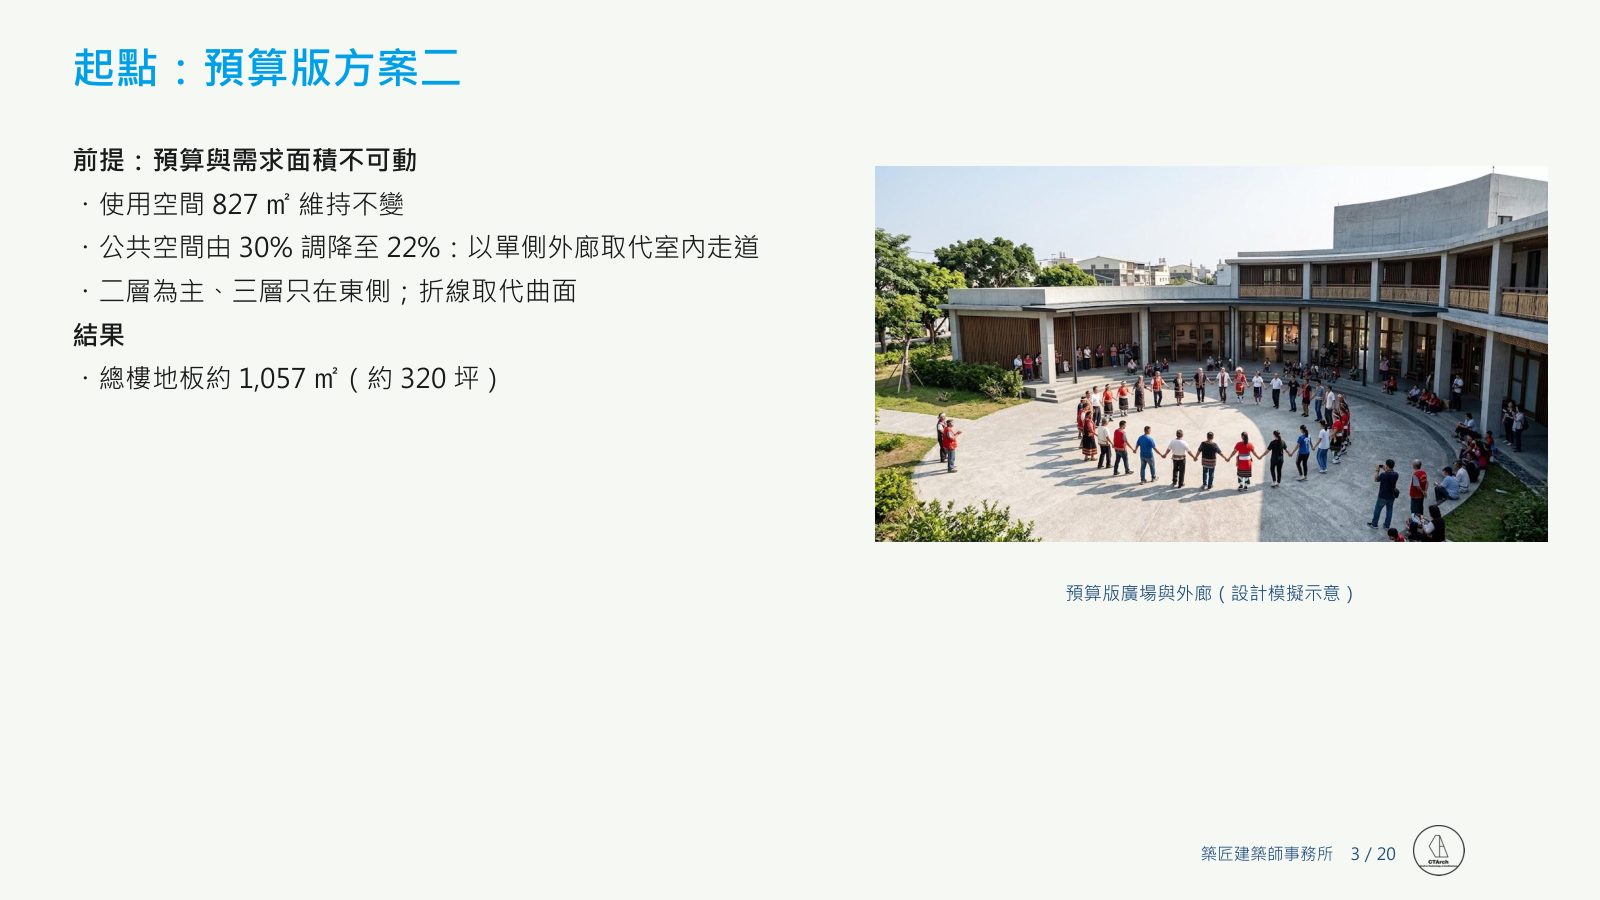 起點：預算版方案二
前提：預算與需求面積不可動
・使用空間 827 ㎡ 維持不變
・公共空間由 30% 調降至 22%：以單側外廊取代室內走道
・二層為主、三層只在東側；折線取代曲面
結果
・總樓地板約 1,057 ㎡（約 320 坪）
預算版廣場與外廊（設計模擬示意）
築匠建築師事務所 3 / 20
CTArch